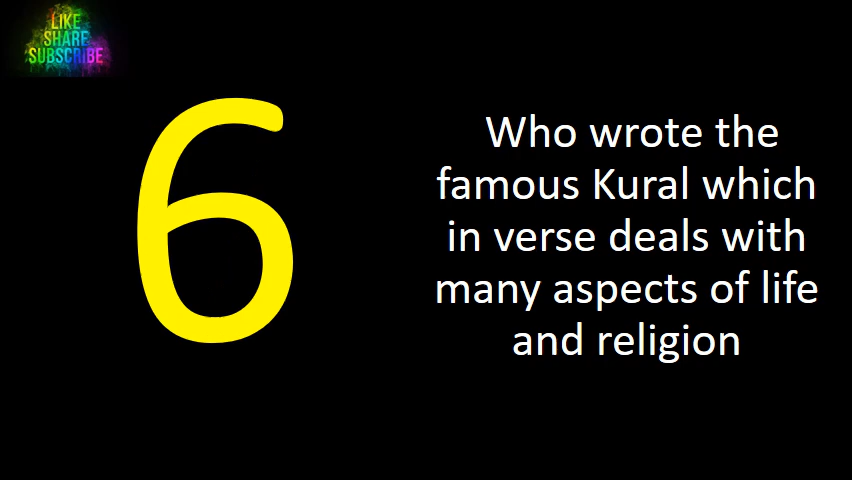 LIKE
SHARE
SUBSCRIBE
6
Who wrote the
famous Kural which
in verse deals with
many aspects of life
and religion